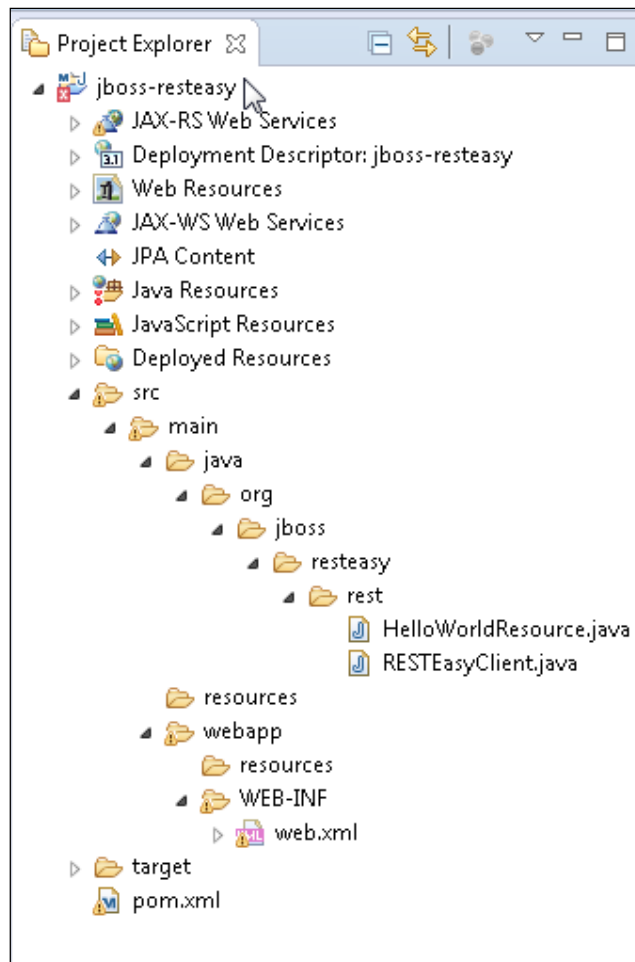 Project Explorer
jboss-resteasy
JAX-RS Web Services
3.1 Deployment Descriptor: jboss-resteasy
Web Resources
JAX-WS Web Services
JPA Content
Java Resources
JavaScript Resources
Deployed Resources
src
main
java
org
jboss
resteasy
rest
HelloWorldResource.java
RESTEasyClient.java
resources
webapp
resources
WEB-INF
web.xml
target
pom.xml